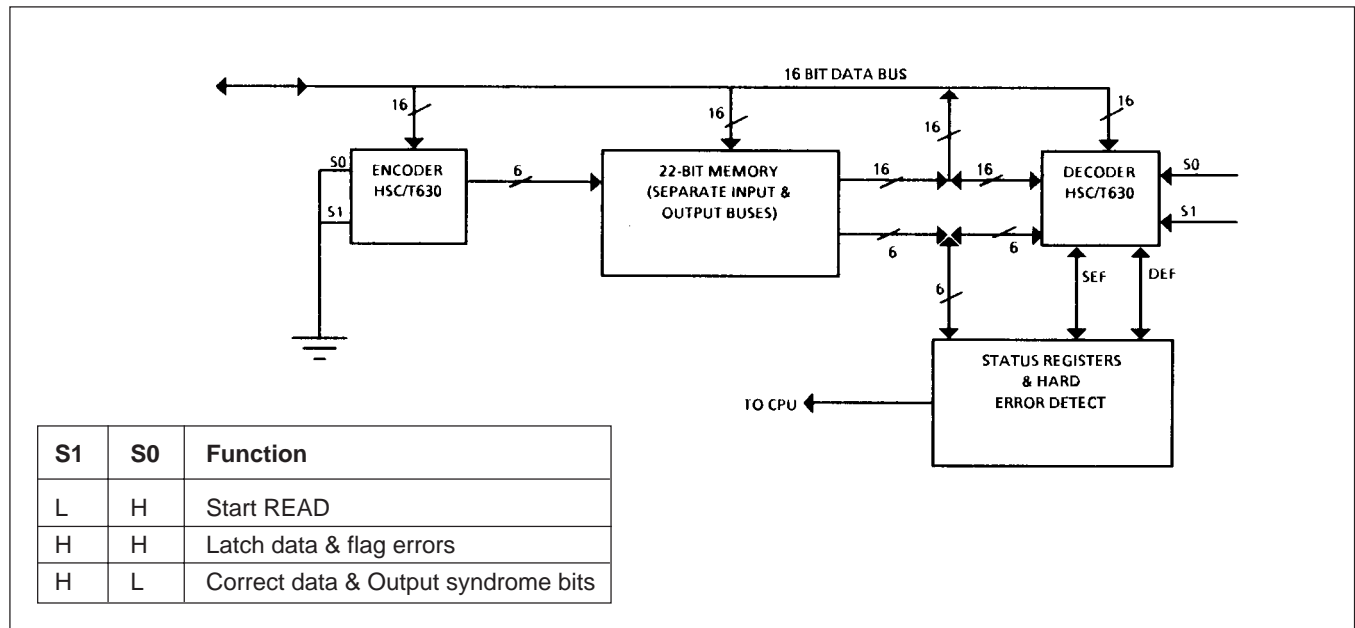 16 BIT DATA BUS
16
16
16
16
S0
ENCODER
HSC/T630
S1
6
22-BIT MEMORY
(SEPARATE INPUT &
OUTPUT BUSES)
16
16
6
6
DECODER
HSC/T630
S0
S1
6
SEF
DEF
STATUS REGISTERS
& HARD
ERROR DETECT
TO CPU
S1 S0 Function
L H Start READ
H H Latch data & flag errors
H L Correct data & Output syndrome bits